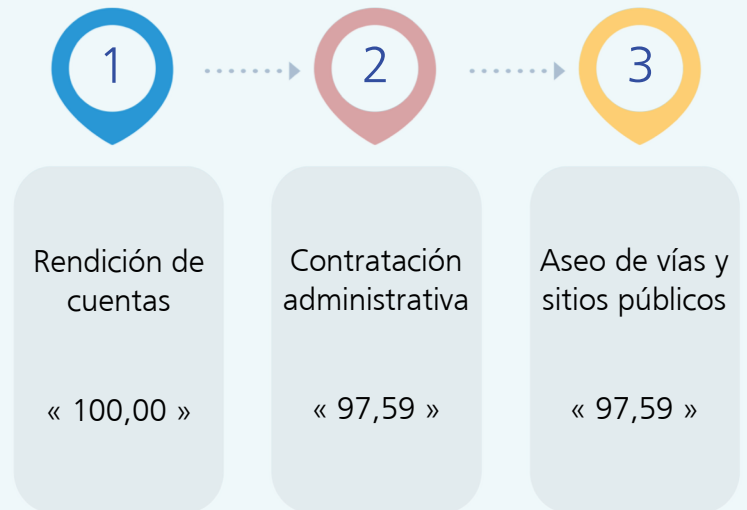 1
2
3
Rendición de
cuentas
« 100,00 »
Contratación
administrativa
« 97,59 »
Aseo de vías y
sitios públicos
« 97,59 »